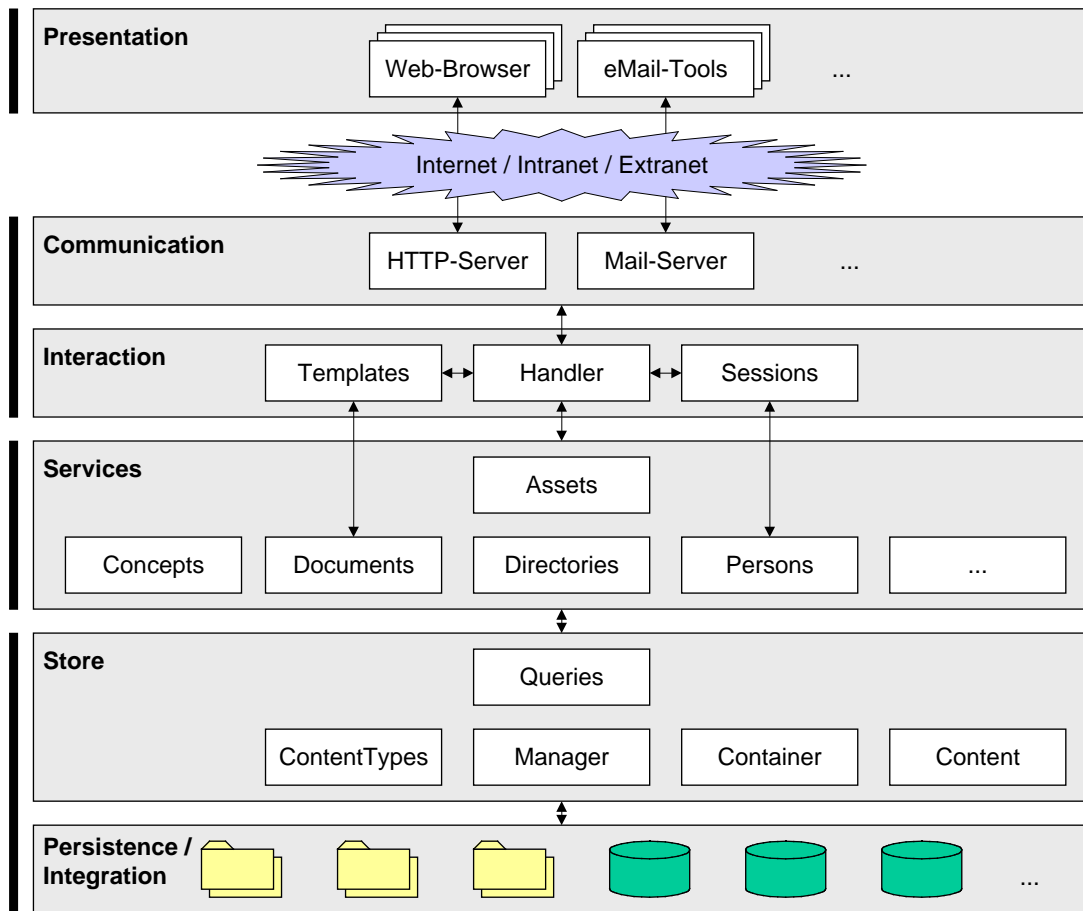 Presentation
Web-Browser
eMail-Tools
...
Internet / Intranet / Extranet
Communication
HTTP-Server
Mail-Server
...
Interaction
Templates
Handler
Sessions
Services
Assets
Concepts
Documents
Directories
Persons
...
Store
Queries
ContentTypes
Manager
Container
Content
Persistence /
Integration
...